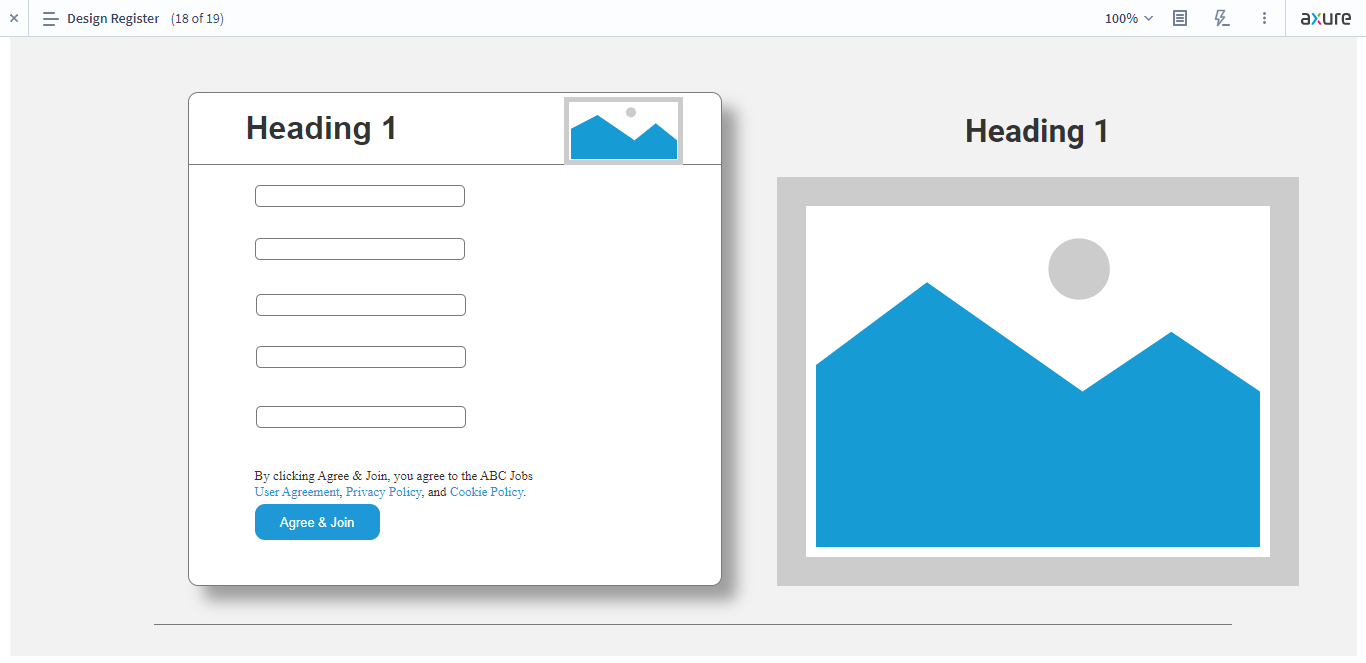 Design Register (18 of 19)
100%
axure
Heading 1
Heading 1
By clicking Agree & Join, you agree to the ABC Jobs
User Agreement, Privacy Policy, and Cookie Policy.
Agree & Join